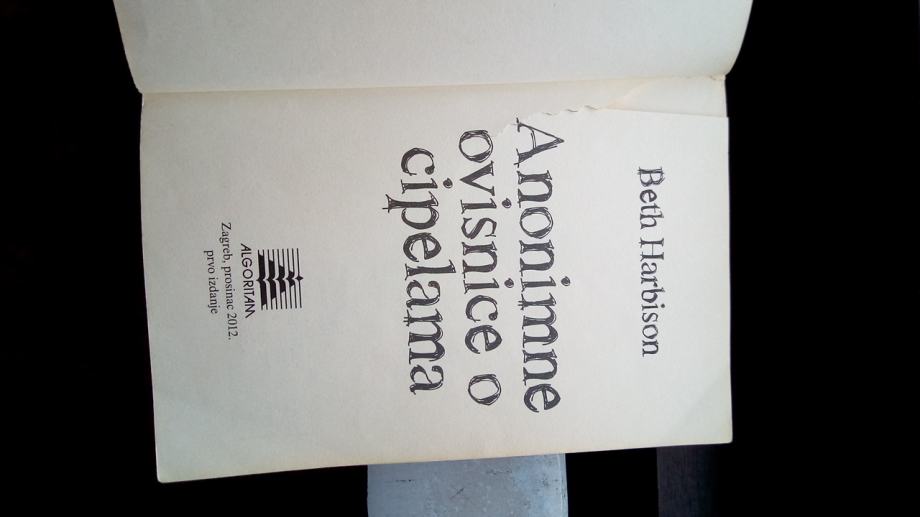 Beth Harbison
Anonimne
ovisnice o
cipelama
ALGORITAM
Zagreb, prosinac 2012.
prvo izdanje